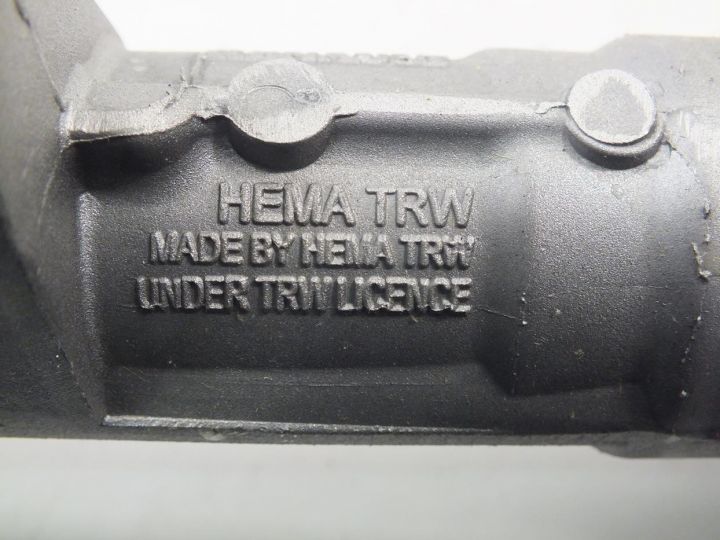 HEMA TRW
MADE BY HEMA TRW
UNDER TRW LICENCE